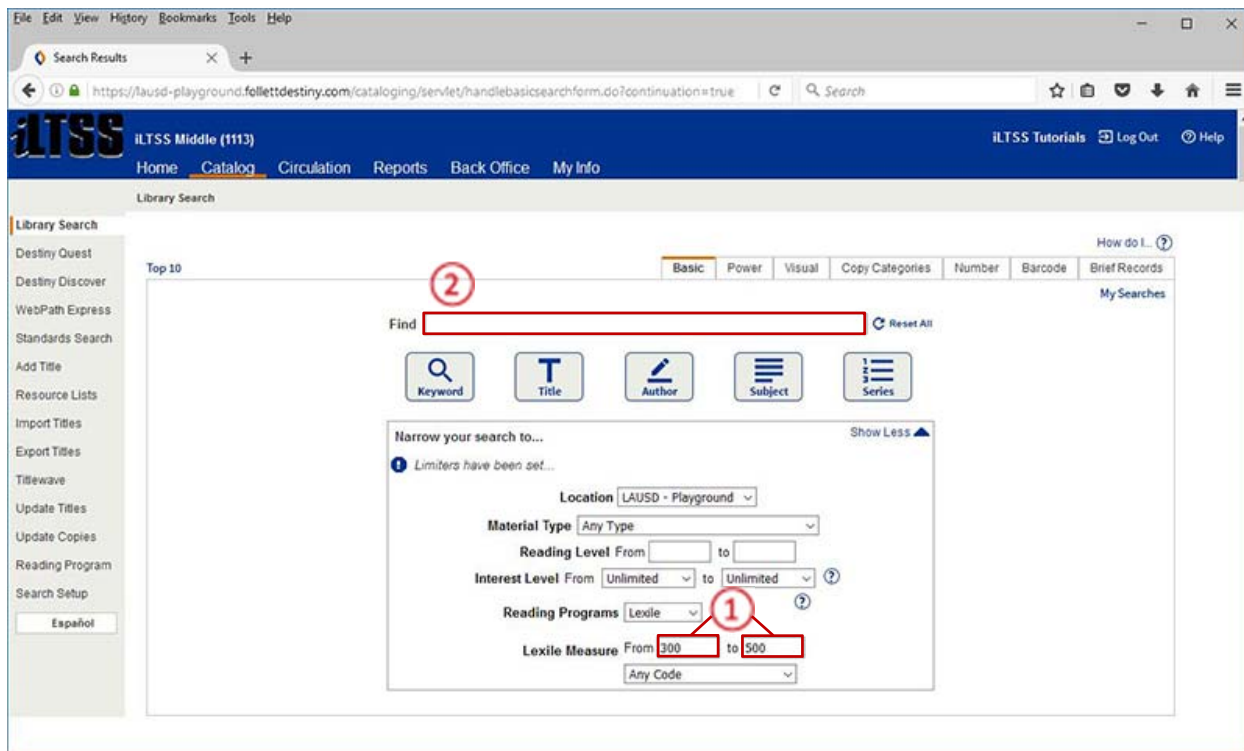 File Edit View History Bookmarks Tools Help
Search Results
https://lausd-playground.follettdestiny.com/cataloging/servlet/handlebasicsearchform.do?continuation=true
Search
iLTSS
iLTSS Middle (1113)
iLTSS Tutorials Log Out ? Help
Home Catalog Circulation Reports Back Office My Info
Library Search
Library Search
Destiny Quest
Destiny Discover
WebPath Express
Standards Search
Add Title
Resource Lists
Import Titles
Export Titles
Titlewave
Update Titles
Update Copies
Reading Program
Search Setup
Español
How do I... ?
Top 10
Basic Power Visual Copy Categories Number Barcode Brief Records
My Searches
2
Find
Reset All
Keyword
T Title
Author
Subject
1 2 3 Series
Narrow your search to...
Show Less
! Limiters have been set...
Location LAUSD - Playground
Material Type Any Type
Reading Level From to
Interest Level From Unlimited to Unlimited ?
Reading Programs Lexile ?
1
Lexile Measure From 300 to 500
Any Code